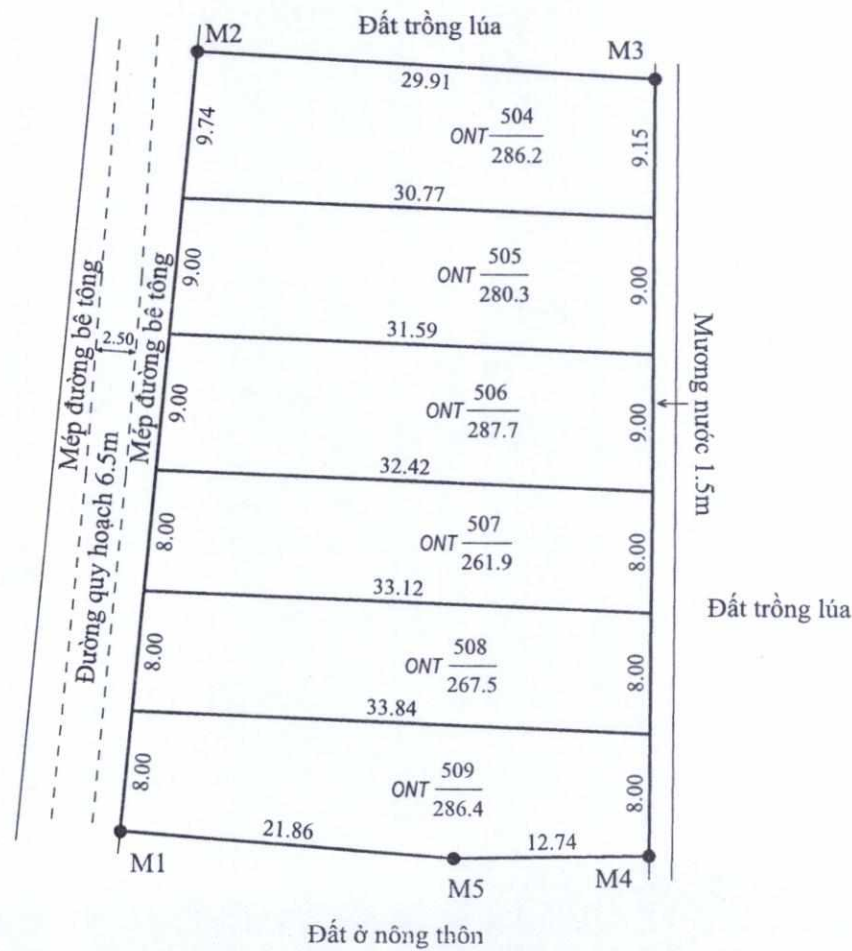 Đất trồng lúa
M2
M3
29.91
9.74
ONT 504
286.2
9.15
30.77
9.00
ONT 505
280.3
9.00
31.59
Mép đường bê tông
2.50
Mép đường bê tông
Đường quy hoạch 6.5m
9.00
ONT 506
287.7
9.00
Mương nước 1.5m
32.42
8.00
ONT 507
261.9
8.00
33.12
Đất trồng lúa
8.00
ONT 508
267.5
8.00
33.84
8.00
ONT 509
286.4
8.00
21.86
12.74
M1
M5
M4
Đất ở nông thôn